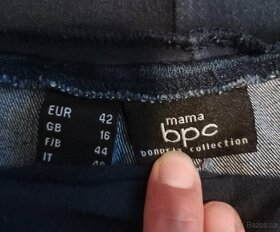 EUR 42
GB 16
F/B 44
IT
mama
bpc
collection
Bazos.cz